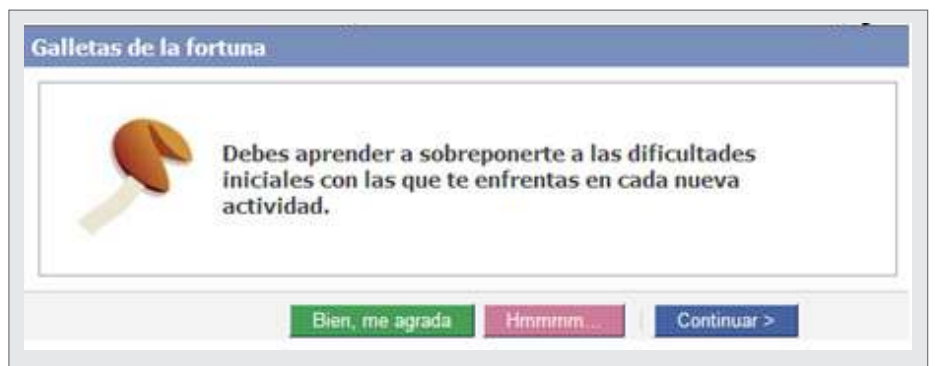 Galletas de la fortuna
Debes aprender a sobreponerte a las dificultades
iniciales con las que te enfrentas en cada nueva
actividad.
Bien, me agrada
Hmmmm...
Continuar >